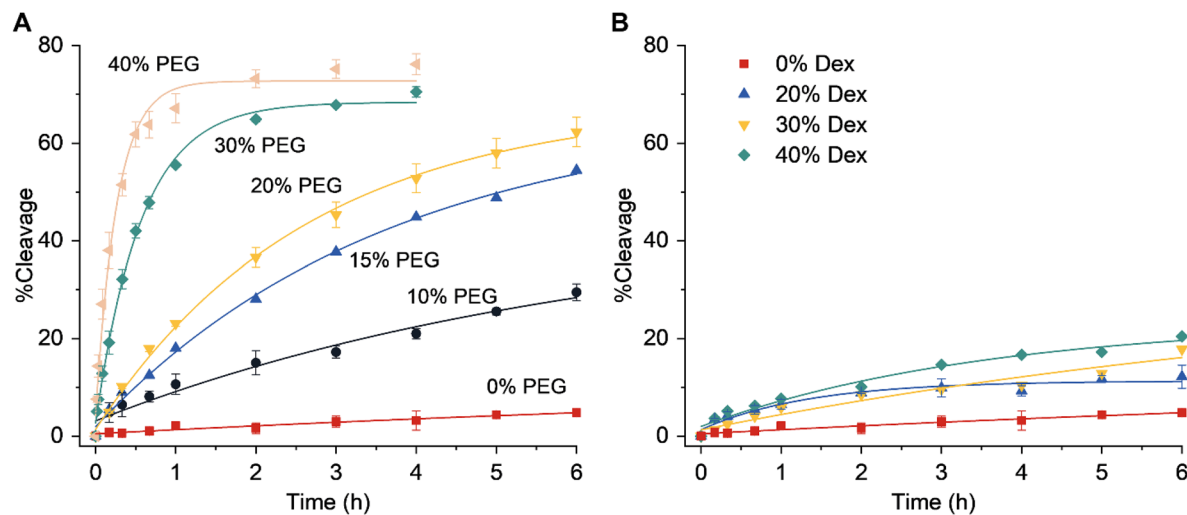 A
80
60
40
20
0
%Cleavage
40% PEG
30% PEG
20% PEG
15% PEG
10% PEG
0% PEG
0 1 2 3 4 5 6
Time (h)
B
80
60
40
20
0
%Cleavage
0% Dex
20% Dex
30% Dex
40% Dex
0 1 2 3 4 5 6
Time (h)